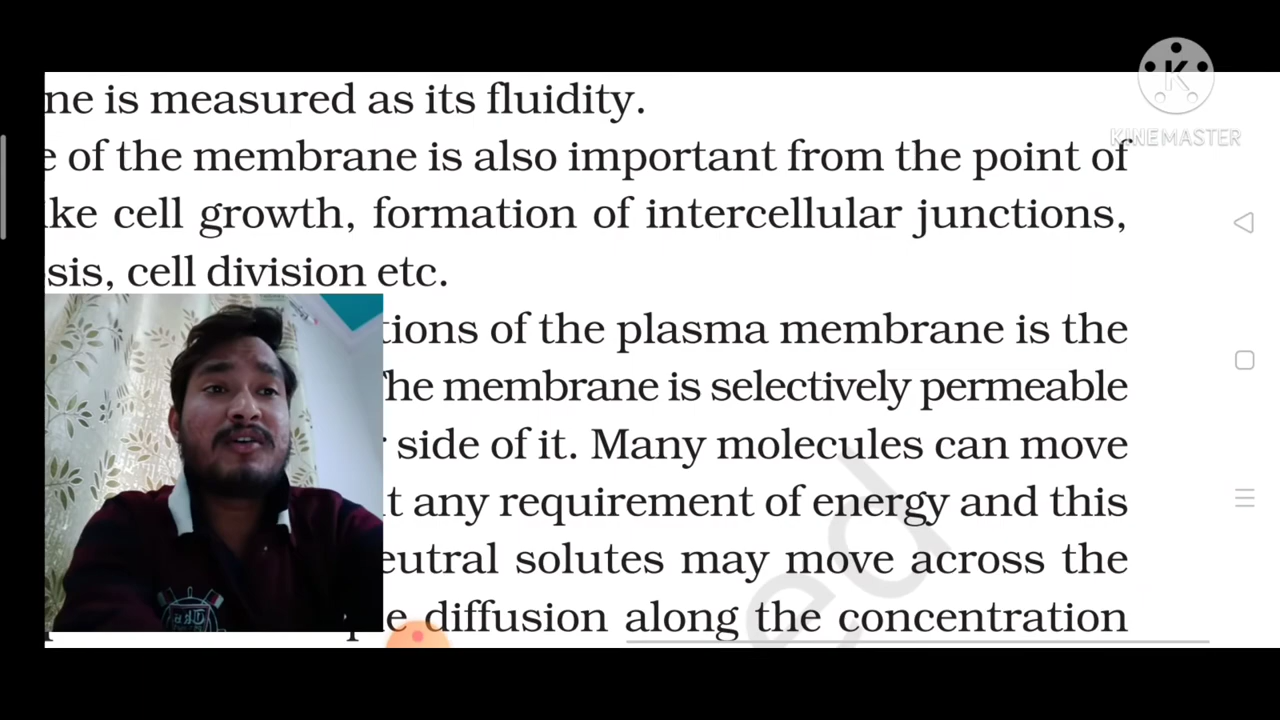 ne is measured as its fluidity.
e of the membrane is also important from the point of
ke cell growth, formation of intercellular junctions,
sis, cell division etc.
tions of the plasma membrane is the
The membrane is selectively permeable
side of it. Many molecules can move
t any requirement of energy and this
eutral solutes may move across the
e diffusion along the concentration
K
KINEMASTER
ed